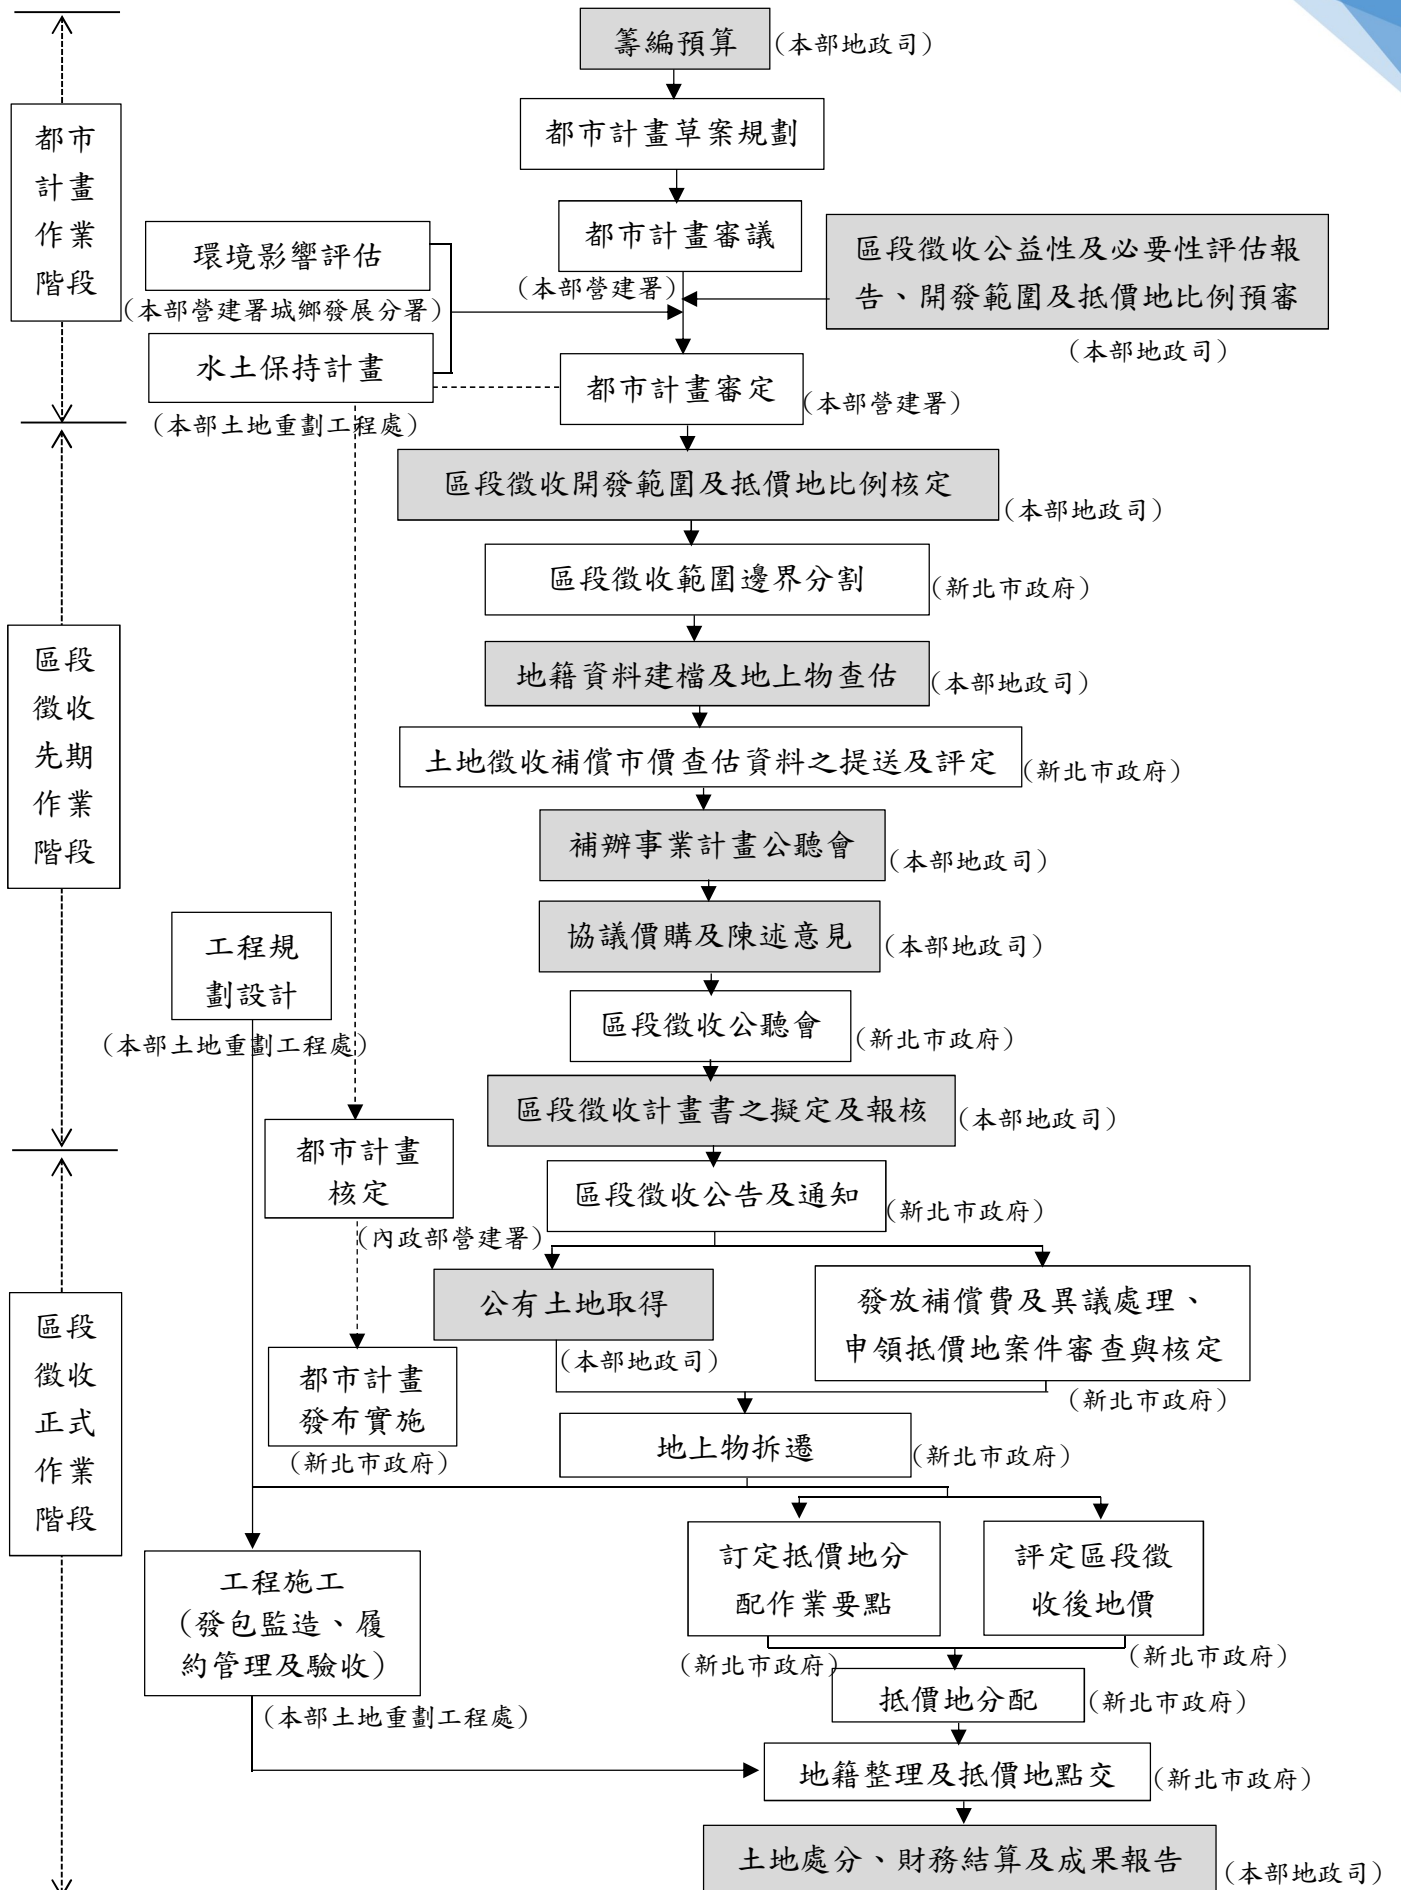 籌編預算
(本部地政司)
都市計畫草案規劃
都市
計畫
作業
階段
都市計畫審議
(本部營建署)
環境影響評估
(本部營建署城鄉發展分署)
區段徵收公益性及必要性評估報
告、開發範圍及抵價地比例預審
(本部地政司)
水土保持計畫
(本部土地重劃工程處)
都市計畫審定
(本部營建署)
區段徵收開發範圍及抵價地比例核定
(本部地政司)
區段徵收範圍邊界分割
(新北市政府)
區段
徵收
先期
作業
階段
地籍資料建檔及地上物查估
(本部地政司)
土地徵收補償市價查估資料之提送及評定
(新北市政府)
補辦事業計畫公聽會
(本部地政司)
協議價購及陳述意見
(本部地政司)
工程規
劃設計
(本部土地重劃工程處)
區段徵收公聽會
(新北市政府)
區段徵收計畫書之擬定及報核
(本部地政司)
都市計畫
核定
(內政部營建署)
區段徵收公告及通知
(新北市政府)
公有土地取得
(本部地政司)
發放補償費及異議處理、
申領抵價地案件審查與核定
(新北市政府)
區段
徵收
正式
作業
階段
都市計畫
發布實施
(新北市政府)
地上物拆遷
(新北市政府)
訂定抵價地分
配作業要點
(新北市政府)
評定區段徵
收後地價
(新北市政府)
工程施工
(發包監造、履
約管理及驗收)
(本部土地重劃工程處)
抵價地分配
(新北市政府)
地籍整理及抵價地點交
(新北市政府)
土地處分、財務結算及成果報告
(本部地政司)